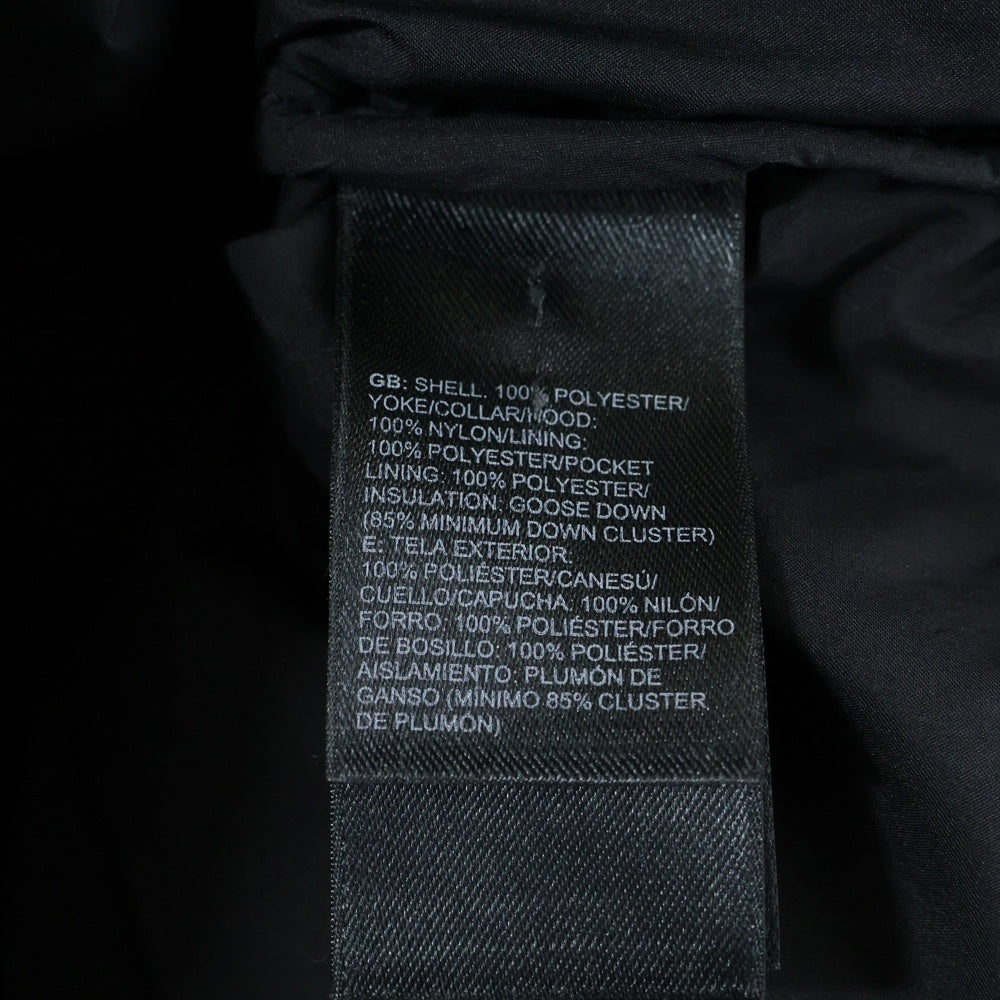 GB: SHELL. 100% POLYESTER/
YOKE/COLLAR/HOOD:
100% NYLON/LINING:
100% POLYESTER/POCKET
LINING: 100% POLYESTER/
INSULATION: GOOSE DOWN
(85% MINIMUM DOWN CLUSTER)
E: TELA EXTERIOR:
100% POLIÉSTER/CANESÚ/
CUELLO/CAPUCHA: 100% NILÓN/
FORRO: 100% POLIÉSTER/FORRO
DE BOSILLO: 100% POLIÉSTER/
AISLAMIENTO: PLUMÓN DE
GANSO (MÍNIMO 85% CLUSTER
DE PLUMÓN)